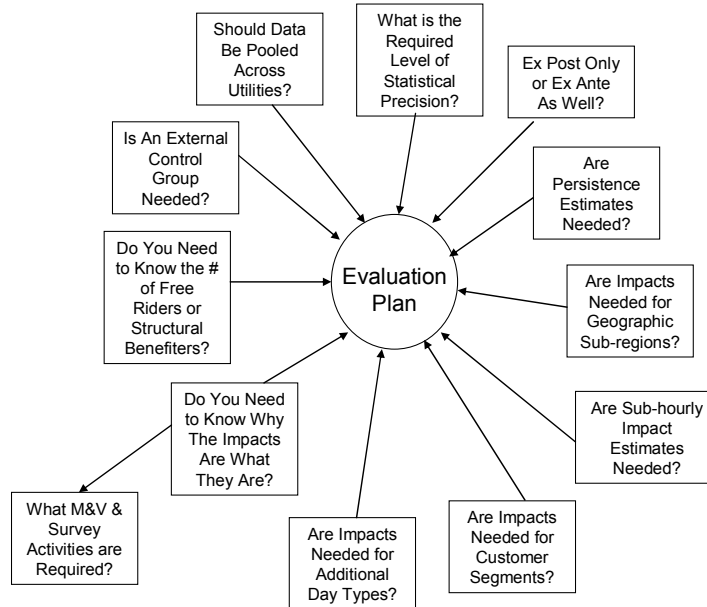 Should Data
Be Pooled
Across
Utilities?
What is the
Required
Level of
Statistical
Precision?
Ex Post Only
or Ex Ante
As Well?
Is An External
Control
Group
Needed?
Are
Persistence
Estimates
Needed?
Do You Need
to Know the #
of Free
Riders or
Structural
Benefiters?
Evaluation
Plan
Are Impacts
Needed for
Geographic
Sub-regions?
Do You Need
to Know Why
The Impacts
Are What
They Are?
Are Sub-hourly
Impact
Estimates
Needed?
What M&V &
Survey
Activities are
Required?
Are Impacts
Needed for
Additional
Day Types?
Are Impacts
Needed for
Customer
Segments?